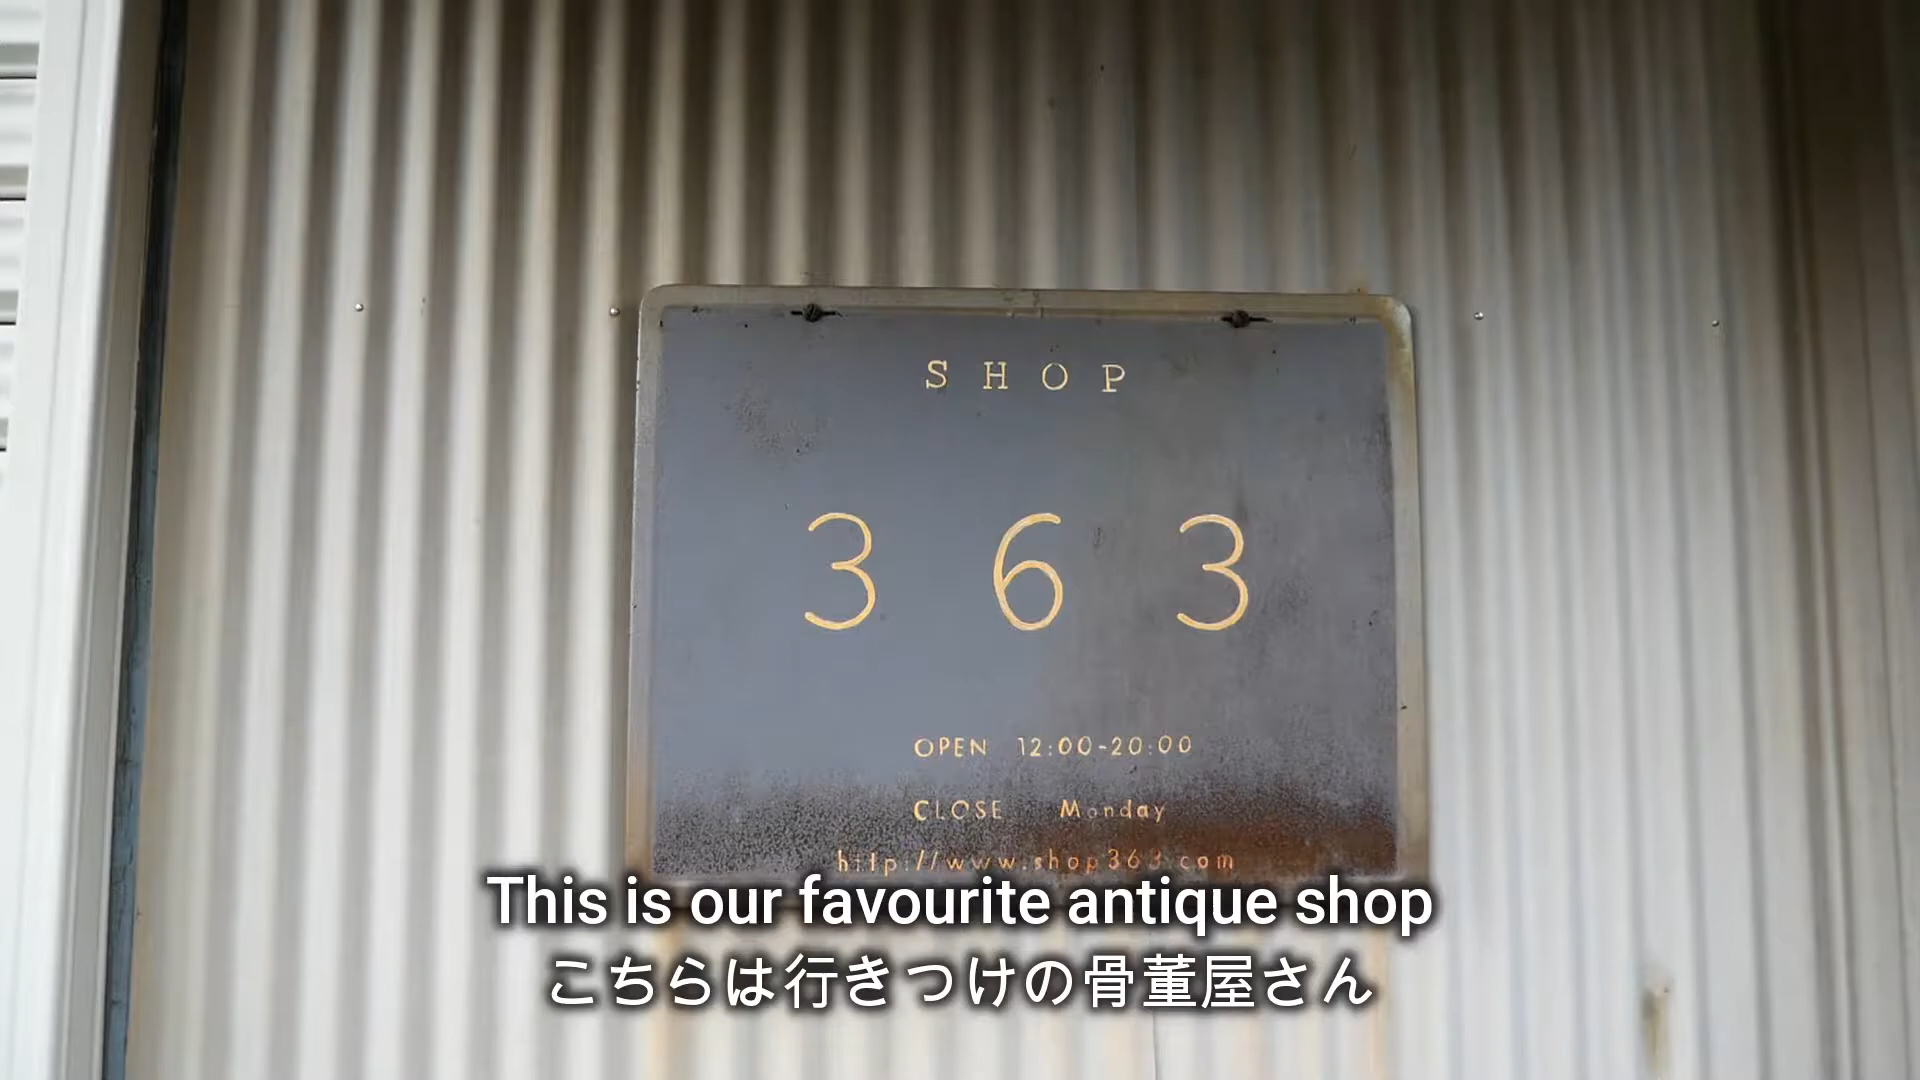 SHOP
363
OPEN 12:00-20:00
CLOSE Monday
http://www.shop363.com
This is our favourite antique shop
こちらは行きつけの骨董屋さん